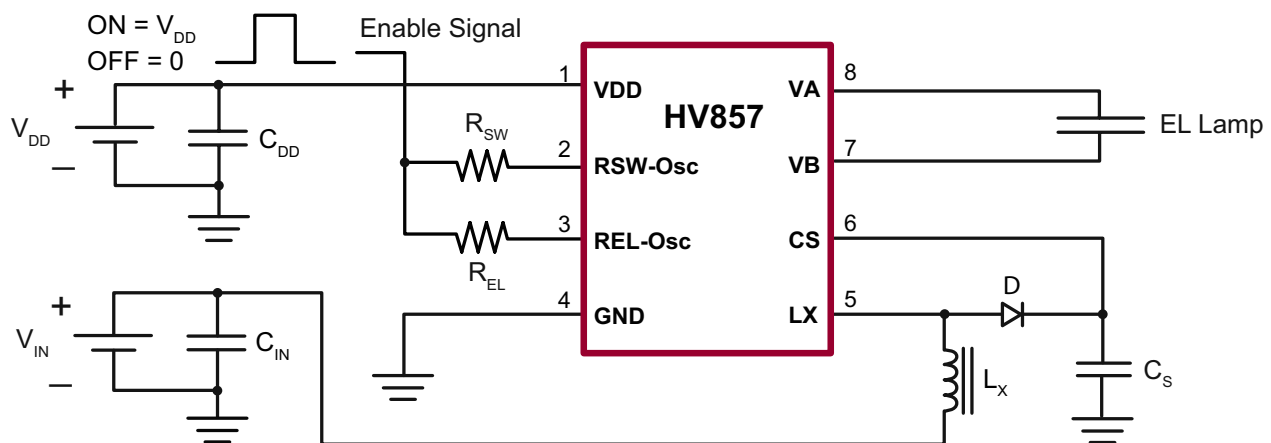 ON = VDD
OFF = 0
Enable Signal
+
VDD
–
CDD
RSW
REL
1
2
3
4
VDD
RSW-Osc
REL-Osc
GND
HV857
VA
VB
CS
LX
8
7
6
5
EL Lamp
D
LX
CS
+
VIN
–
CIN